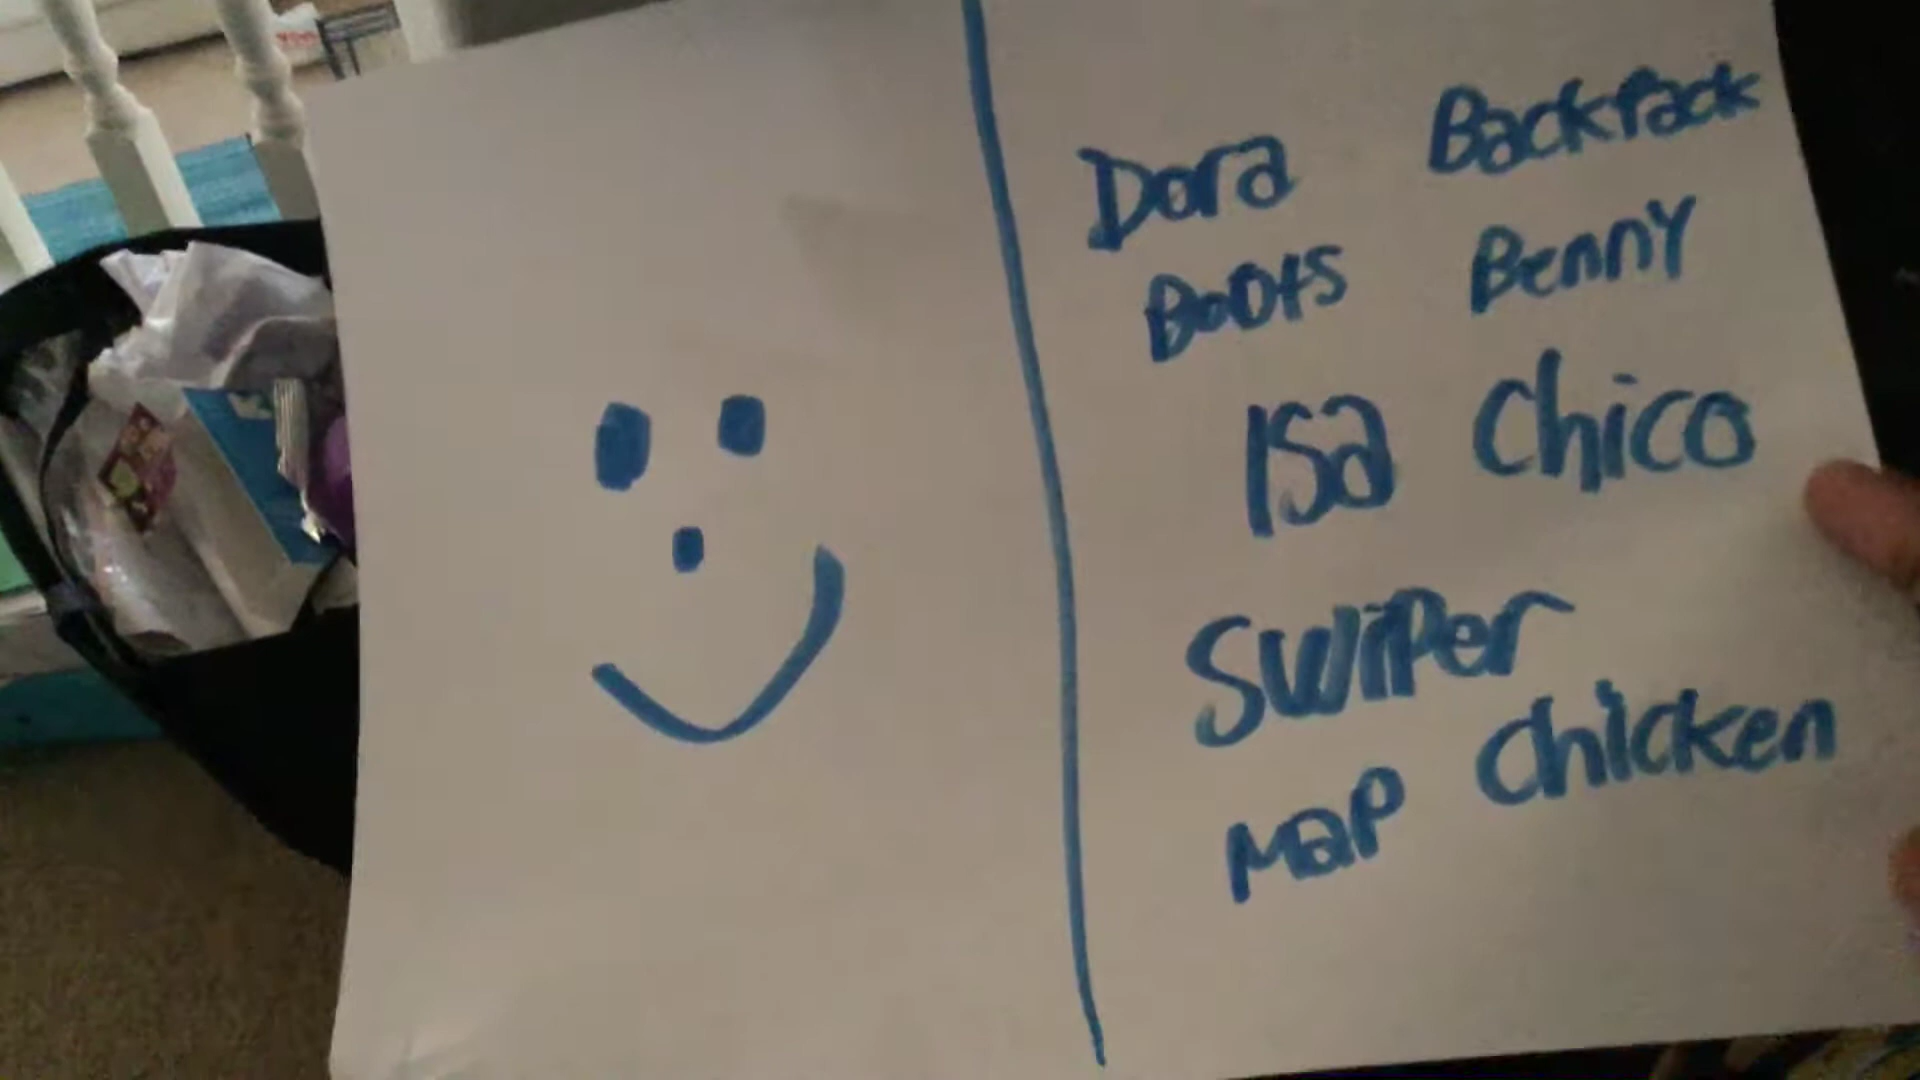 Dora Backpack
Boots Benny
Isa Chico
Swiper
Map Chicken